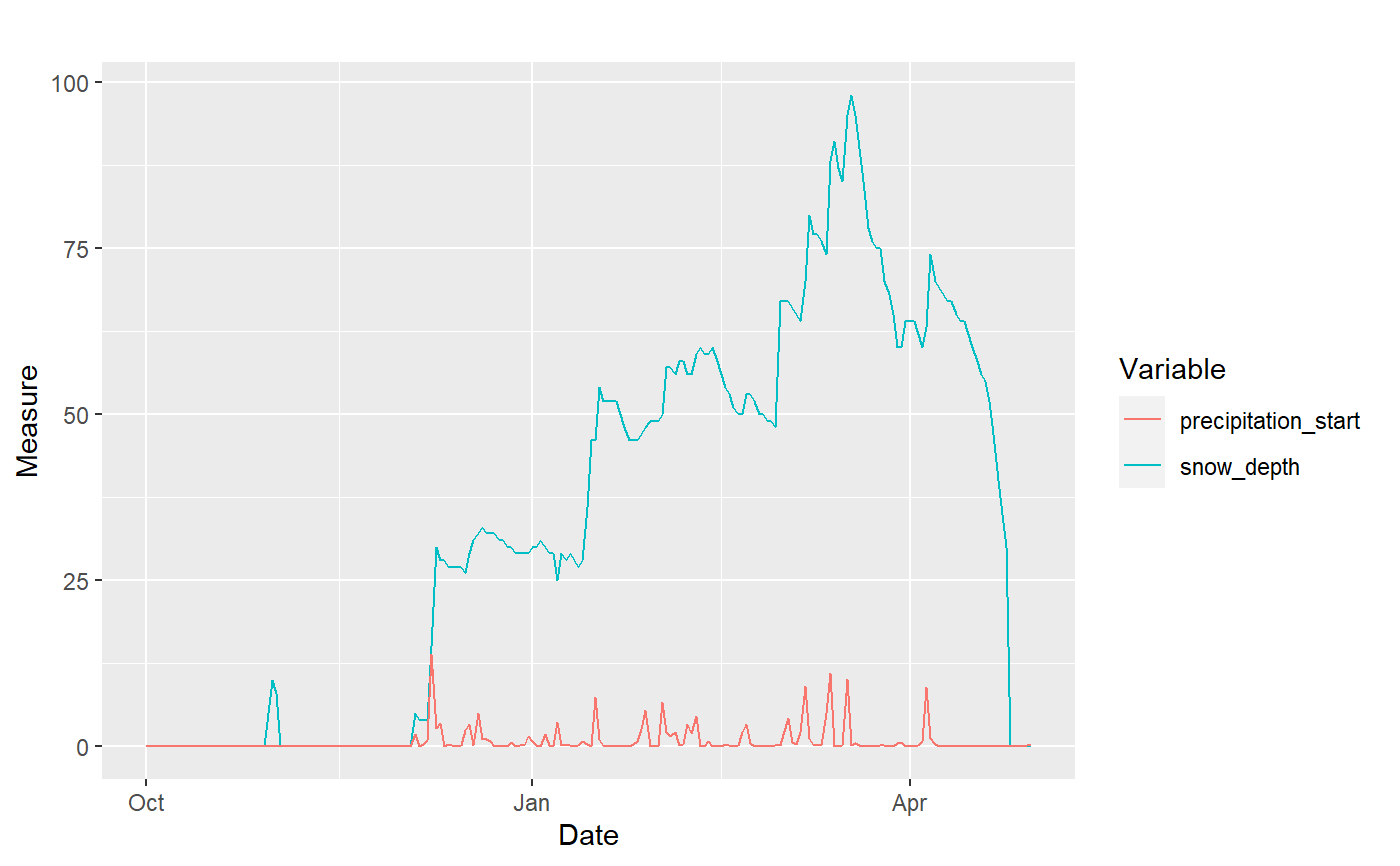 100
75
50
25
0
Measure
Oct
Jan
Apr
Date
Variable
precipitation_start
snow_depth